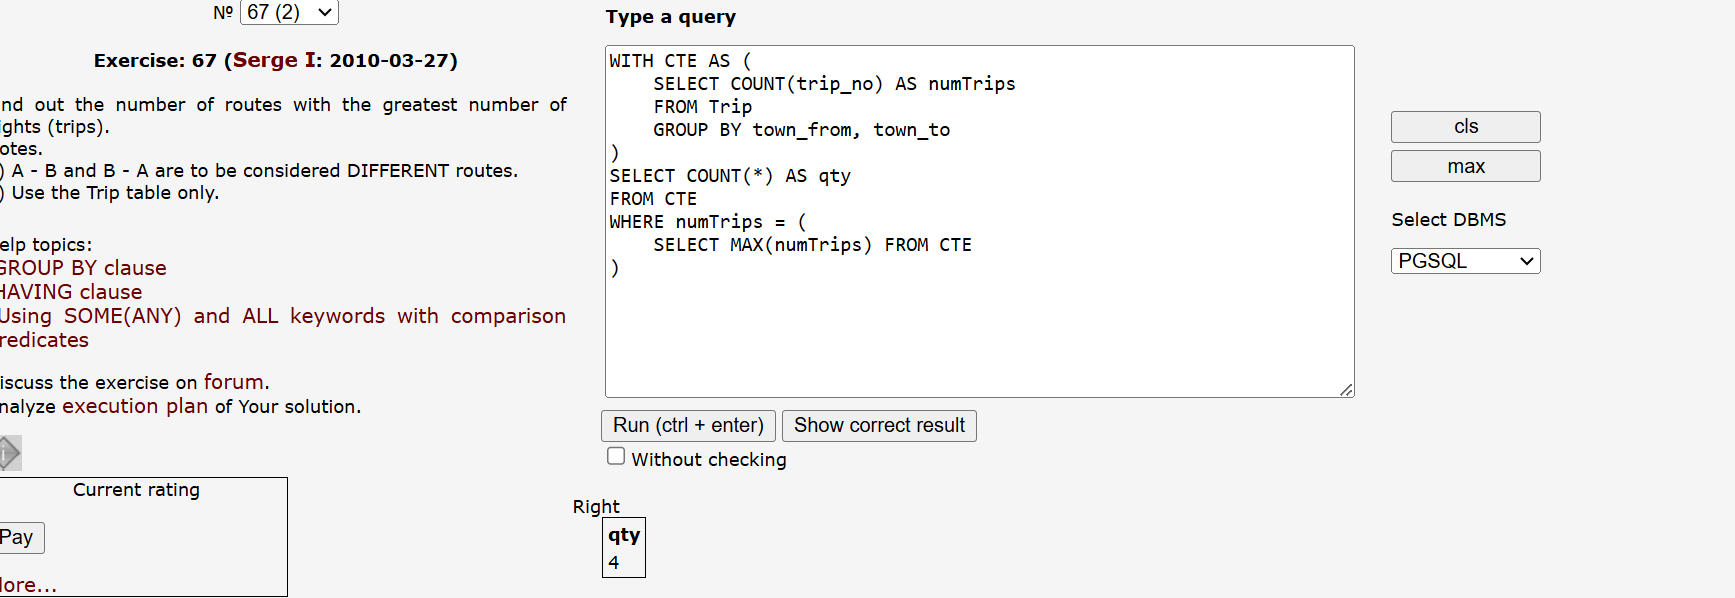 № 67 (2)
Exercise: 67 (Serge I: 2010-03-27)
nd out the number of routes with the greatest number of
ights (trips).
otes.
) A - B and B - A are to be considered DIFFERENT routes.
) Use the Trip table only.
elp topics:
GROUP BY clause
HAVING clause
Using SOME(ANY) and ALL keywords with comparison
redicates
iscuss the exercise on forum.
nalyze execution plan of Your solution.
Current rating
Pay
ore...
Type a query
WITH CTE AS (
    SELECT COUNT(trip_no) AS numTrips
    FROM Trip
    GROUP BY town_from, town_to
)
SELECT COUNT(*) AS qty
FROM CTE
WHERE numTrips = (
    SELECT MAX(numTrips) FROM CTE
)
Run (ctrl + enter) Show correct result
Without checking
Right
qty
4
cls
max
Select DBMS
PGSQL